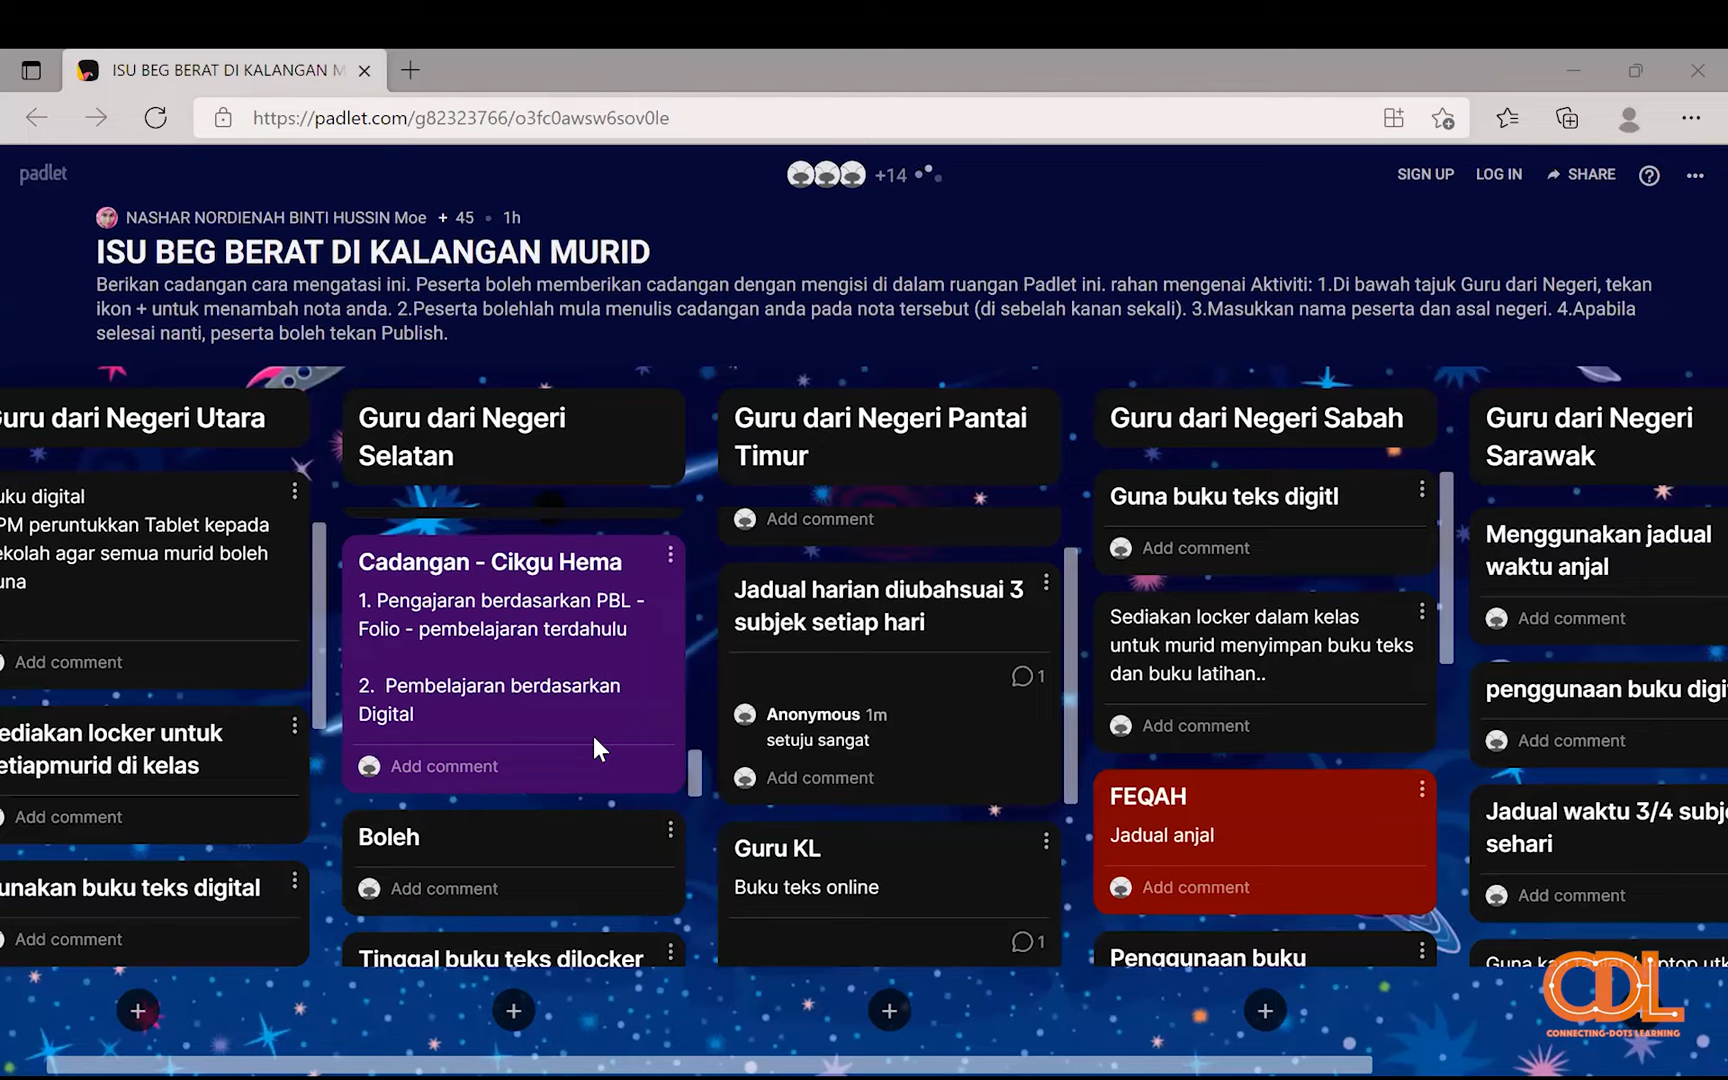 ISU BEG BERAT DI KALANGAN M
https://padlet.com/g82323766/o3fc0awsw6sov0le
padlet
+14
SIGN UP
LOG IN
SHARE
NASHAR NORDIENAH BINTI HUSSIN Moe + 45 • 1h
ISU BEG BERAT DI KALANGAN MURID
Berikan cadangan cara mengatasi ini. Peserta boleh memberikan cadangan dengan mengisi di dalam ruangan Padlet ini. rahan mengenai Aktiviti: 1.Di bawah tajuk Guru dari Negeri, tekan
ikon + untuk menambah nota anda. 2.Peserta bolehlah mula menulis cadangan anda pada nota tersebut (di sebelah kanan sekali). 3.Masukkan nama peserta dan asal negeri. 4.Apabila
selesai nanti, peserta boleh tekan Publish.
Guru dari Negeri Utara
uku digital
PM peruntukkan Tablet kepada
ekolah agar semua murid boleh
una
Add comment
ediakan locker untuk
etiapmurid di kelas
Add comment
unakan buku teks digital
Add comment
Guru dari Negeri
Selatan
Cadangan - Cikgu Hema
1. Pengajaran berdasarkan PBL -
Folio - pembelajaran terdahulu
2. Pembelajaran berdasarkan
Digital
Add comment
Boleh
Add comment
Tinggal buku teks dilocker
Guru dari Negeri Pantai
Timur
Add comment
Jadual harian diubahsuai 3
subjek setiap hari
1
Anonymous 1m
setuju sangat
Add comment
Guru KL
Buku teks online
1
Guru dari Negeri Sabah
Guna buku teks digitl
Add comment
Sediakan locker dalam kelas
untuk murid menyimpan buku teks
dan buku latihan..
Add comment
FEQAH
Jadual anjal
Add comment
Penggunaan buku
Guru dari Negeri
Sarawak
Menggunakan jadual
waktu anjal
Add comment
penggunaan buku digi
Add comment
Jadual waktu 3/4 subj
sehari
Add comment
CDL
CONNECTING-DOTS LEARNING